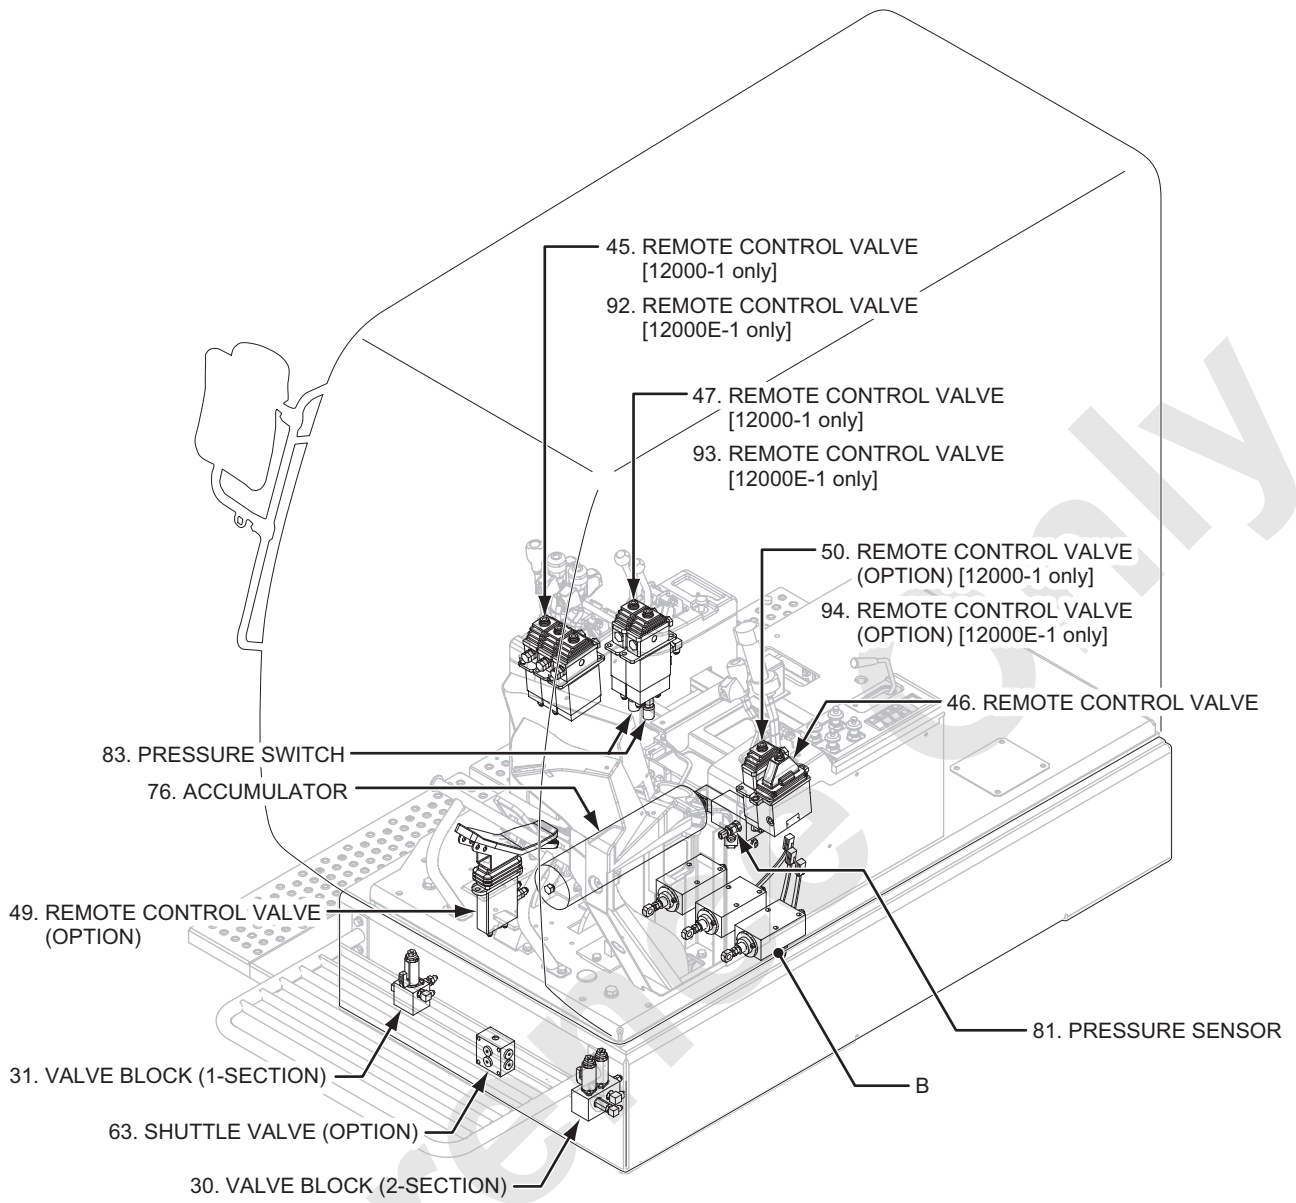 45. REMOTE CONTROL VALVE
[12000-1 only]
92. REMOTE CONTROL VALVE
[12000E-1 only]
47. REMOTE CONTROL VALVE
[12000-1 only]
93. REMOTE CONTROL VALVE
[12000E-1 only]
50. REMOTE CONTROL VALVE
(OPTION) [12000-1 only]
94. REMOTE CONTROL VALVE
(OPTION) [12000E-1 only]
46. REMOTE CONTROL VALVE
83. PRESSURE SWITCH
76. ACCUMULATOR
49. REMOTE CONTROL VALVE
(OPTION)
81. PRESSURE SENSOR
31. VALVE BLOCK (1-SECTION)
B
63. SHUTTLE VALVE (OPTION)
30. VALVE BLOCK (2-SECTION)
Only